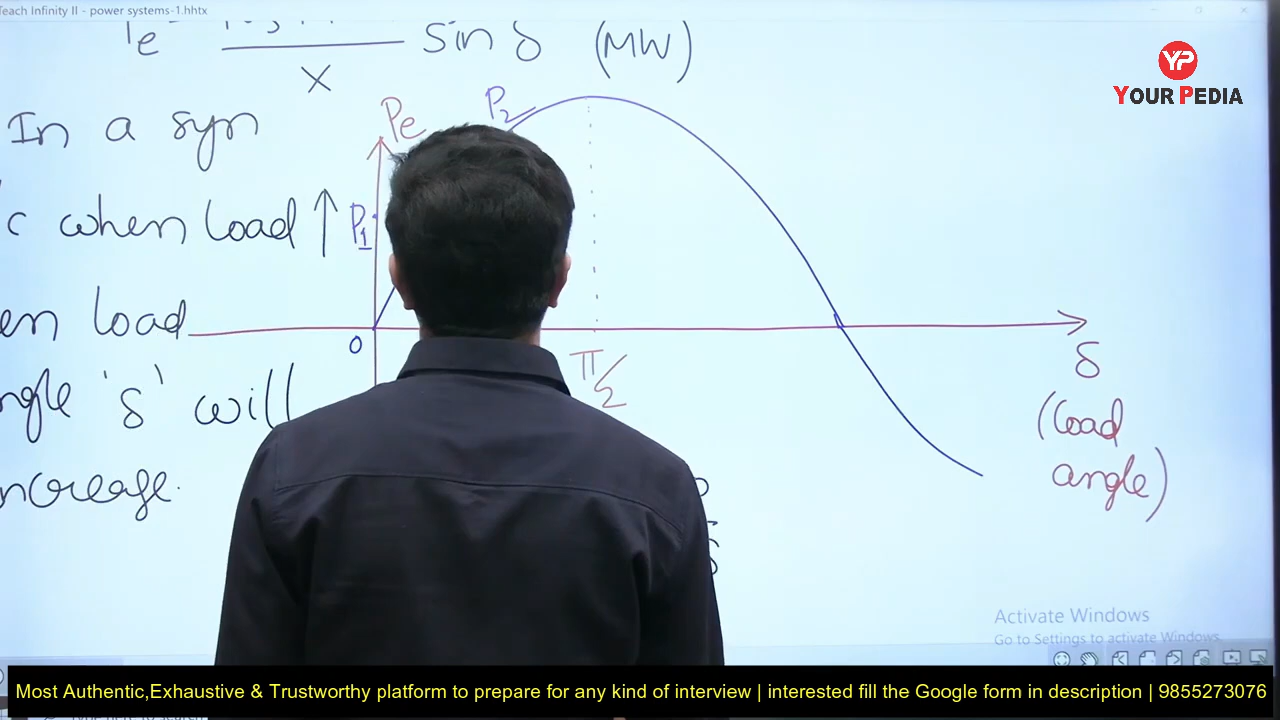 Teach Infinity II - power systems-1.hhtx
Pe
sin δ (MW)
X
YP
YOUR PEDIA
In a syn
Pe
P2
c when load ↑
P1
en load
0
π/2
δ
ngle 'δ' will
(load
angle)
ncrease.
Activate Windows
Go to Settings to activate Windows.
Most Authentic,Exhaustive & Trustworthy platform to prepare for any kind of interview | interested fill the Google form in description | 9855273076